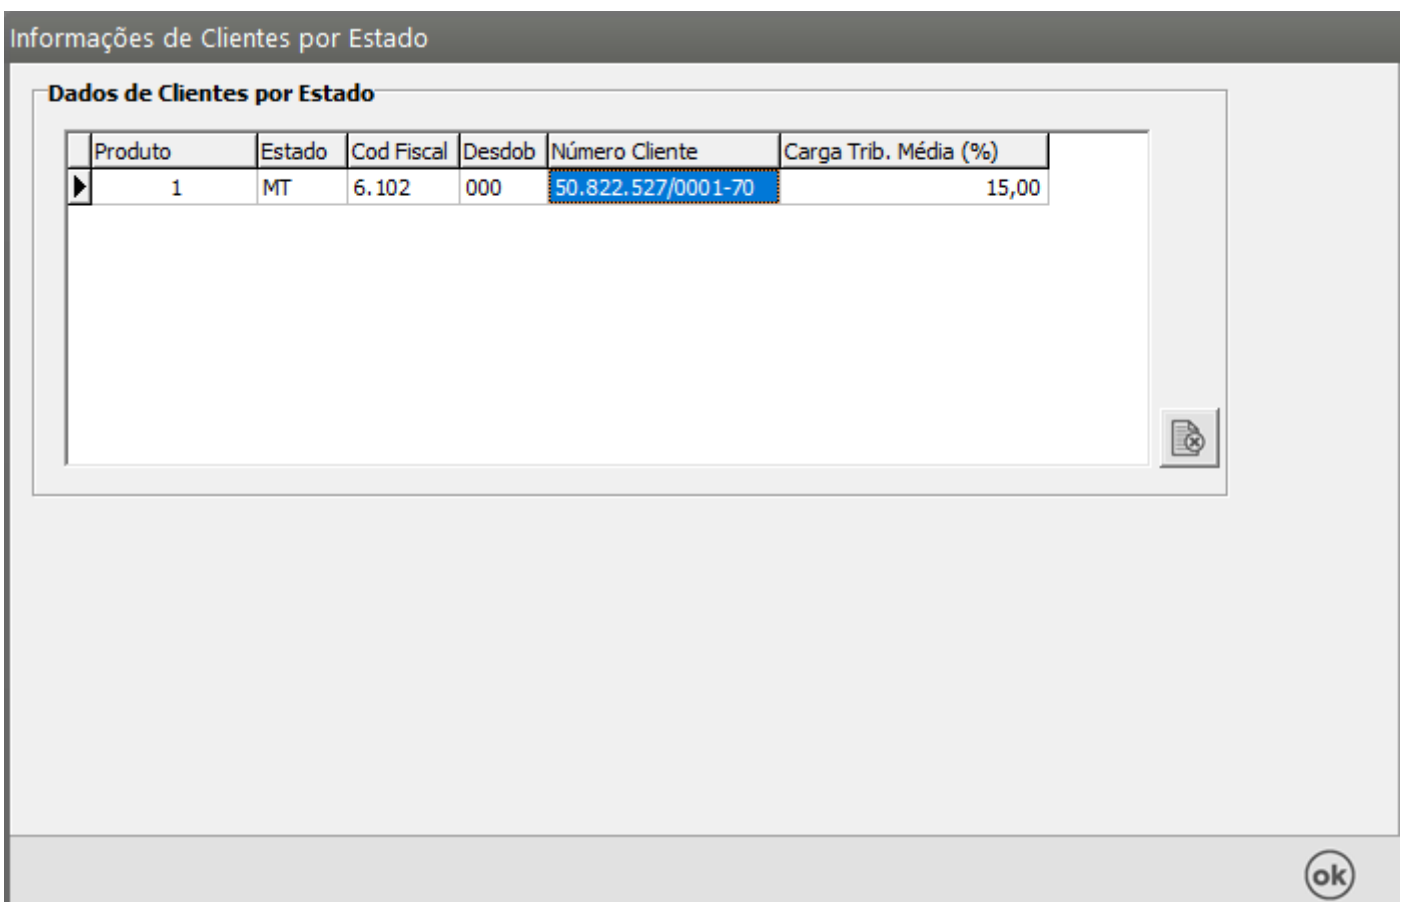 Informações de Clientes por Estado
Dados de Clientes por Estado
Produto Estado Cod Fiscal Desdob Número Cliente Carga Trib. Média (%)
1 MT 6.102 000 50.822.527/0001-70 15,00
ok